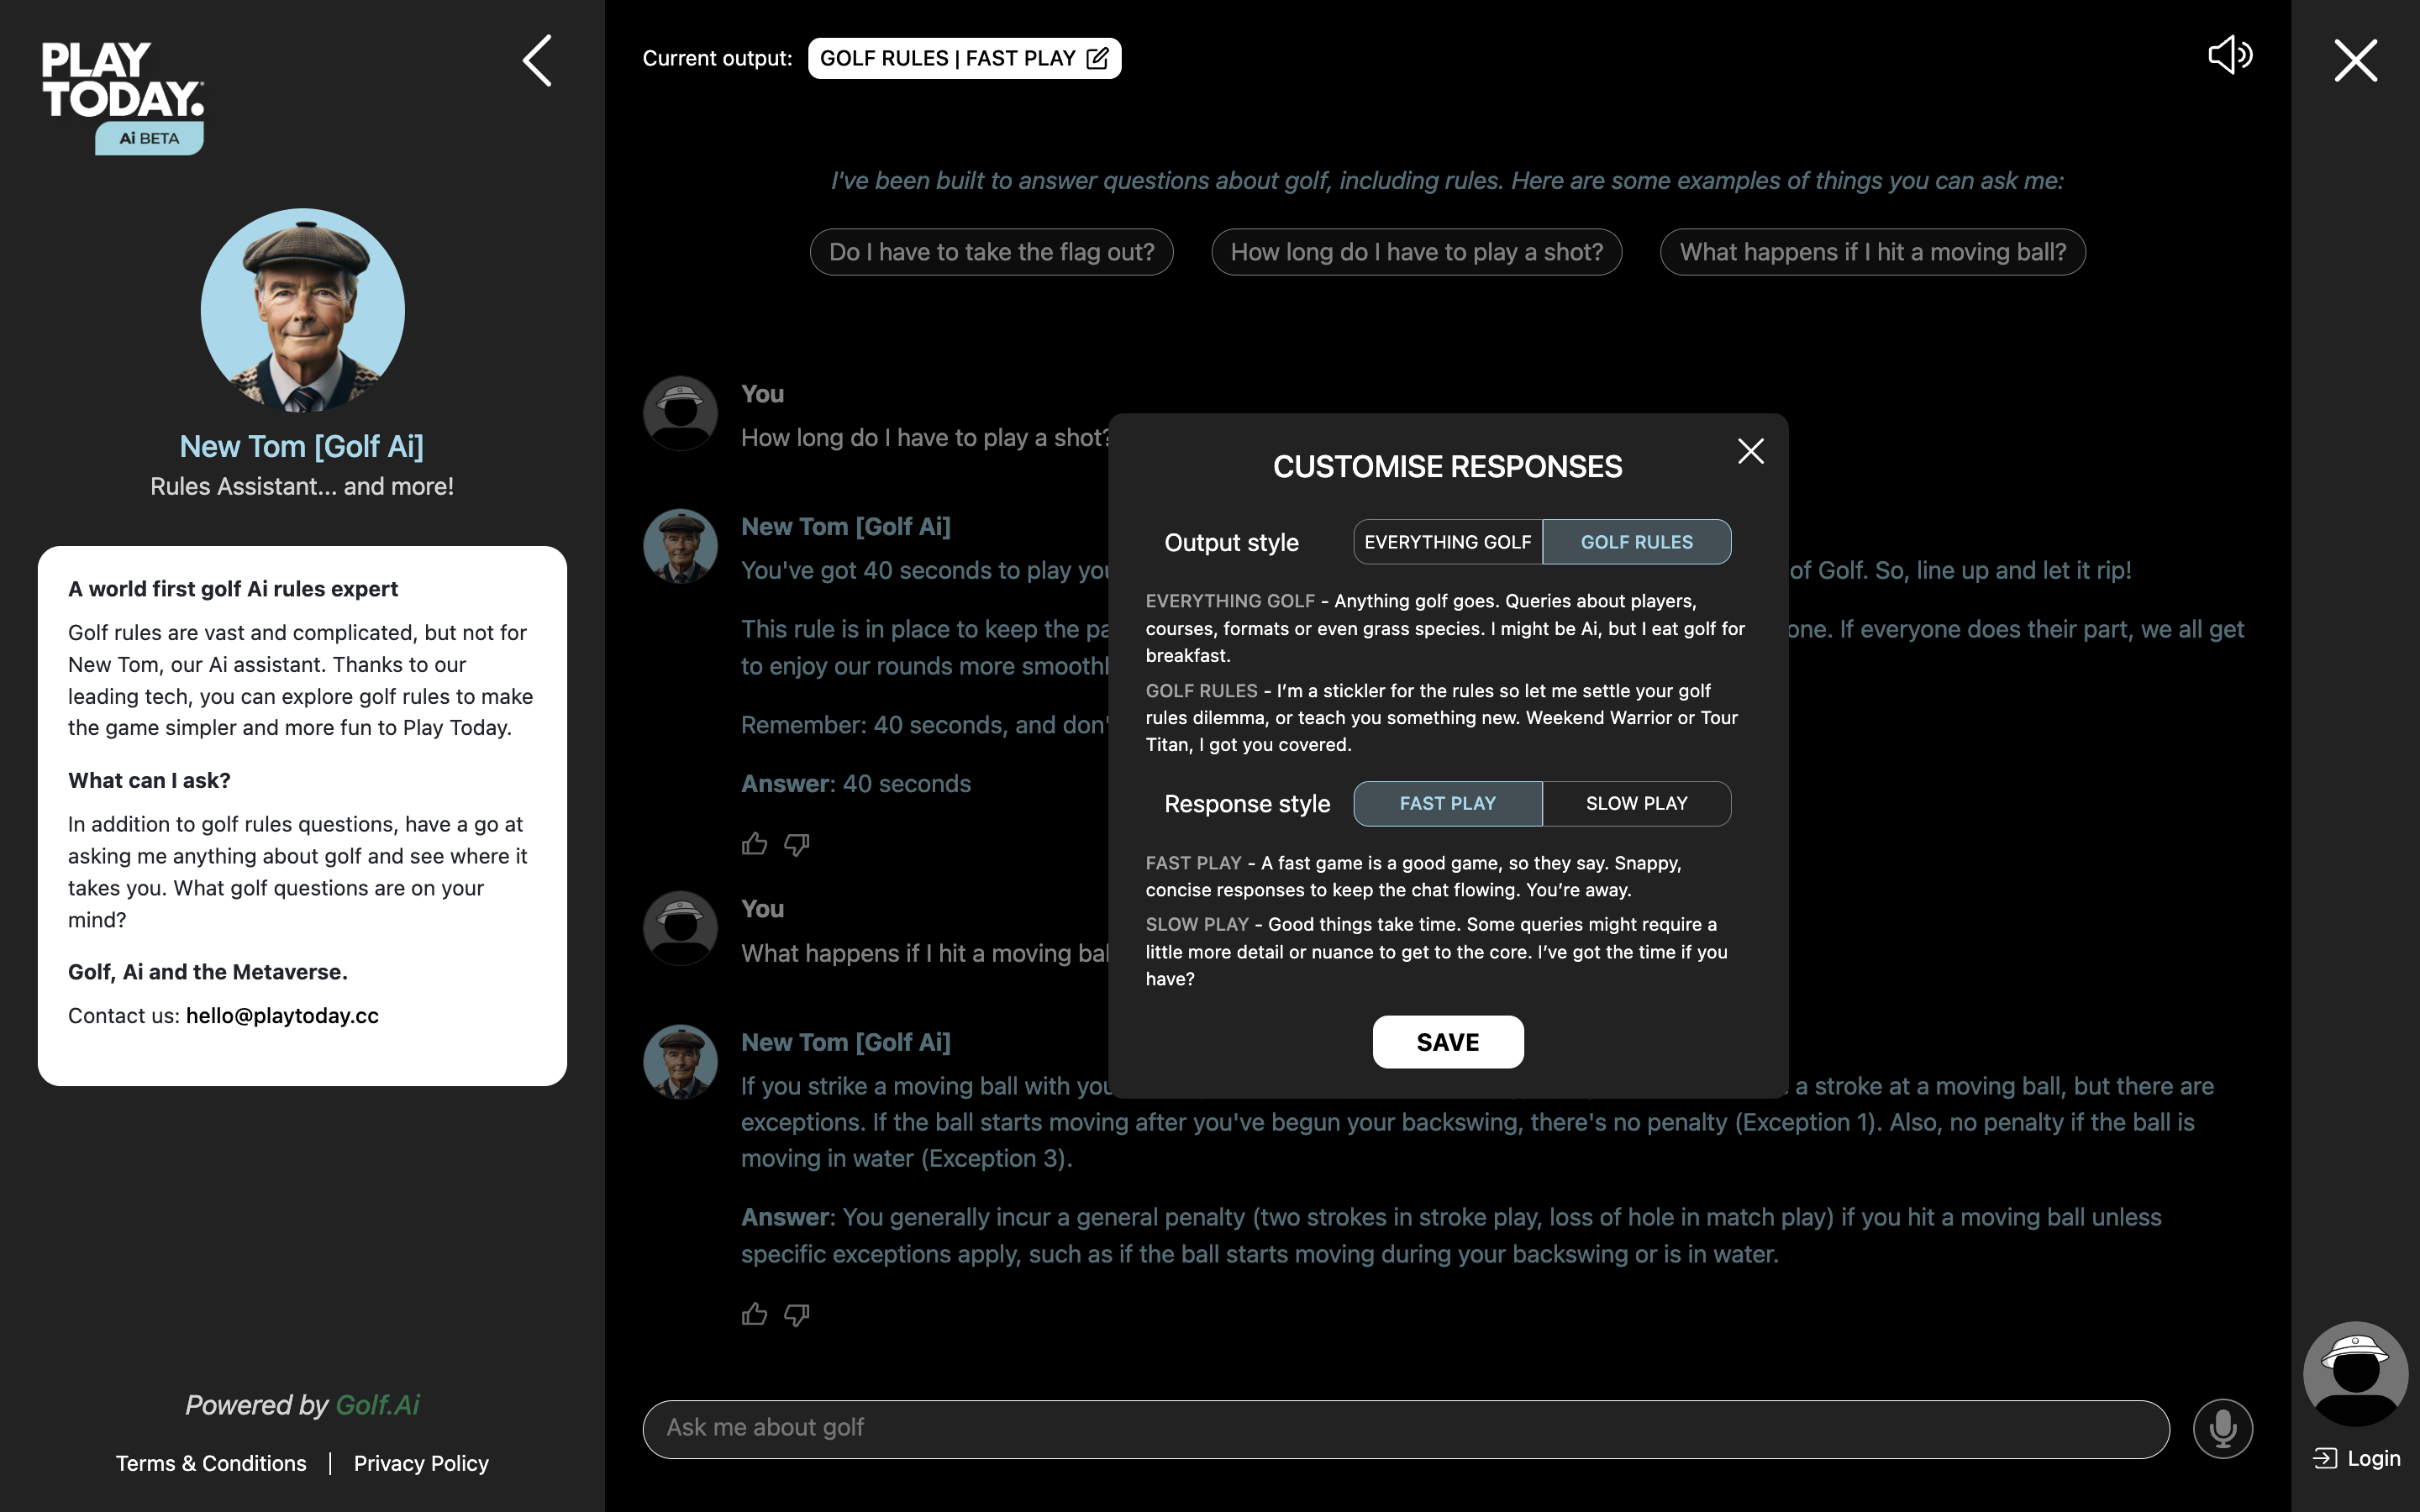 PLAY
TODAY.
Ai BETA
New Tom [Golf Ai]
Rules Assistant... and more!
A world first golf Ai rules expert
Golf rules are vast and complicated, but not for
New Tom, our Ai assistant. Thanks to our
leading tech, you can explore golf rules to make
the game simpler and more fun to Play Today.
What can I ask?
In addition to golf rules questions, have a go at
asking me anything about golf and see where it
takes you. What golf questions are on your
mind?
Golf, Ai and the Metaverse.
Contact us: hello@playtoday.cc
Powered by Golf.Ai
Terms & Conditions | Privacy Policy
Current output: GOLF RULES | FAST PLAY
I've been built to answer questions about golf, including rules. Here are some examples of things you can ask me:
Do I have to take the flag out? How long do I have to play a shot? What happens if I hit a moving ball?
You
How long do I have to play a shot?
New Tom [Golf Ai]
You've got 40 seconds to play of Golf. So, line up and let it rip!
This rule is in place to keep the one. If everyone does their part, we all get
to enjoy our rounds more
Remember: 40 seconds, and
Answer: 40 seconds
You
What happens if I hit a moving
New Tom [Golf Ai]
If you strike a moving ball with a stroke at a moving ball, but there are
exceptions. If the ball starts moving after you've begun your backswing, there's no penalty (Exception 1). Also, no penalty if the ball is
moving in water (Exception 3).
Answer: You generally incur a general penalty (two strokes in stroke play, loss of hole in match play) if you hit a moving ball unless
specific exceptions apply, such as if the ball starts moving during your backswing or is in water.
Ask me about golf
CUSTOMISE RESPONSES
Output style EVERYTHING GOLF GOLF RULES
EVERYTHING GOLF - Anything golf goes. Queries about players,
courses, formats or even grass species. I might be Ai, but I eat golf for
breakfast.
GOLF RULES - I'm a stickler for the rules so let me settle your golf
rules dilemma, or teach you something new. Weekend Warrior or Tour
Titan, I got you covered.
Response style FAST PLAY SLOW PLAY
FAST PLAY - A fast game is a good game, so they say. Snappy,
concise responses to keep the chat flowing. You're away.
SLOW PLAY - Good things take time. Some queries might require a
little more detail or nuance to get to the core. I've got the time if you
have?
SAVE
Login